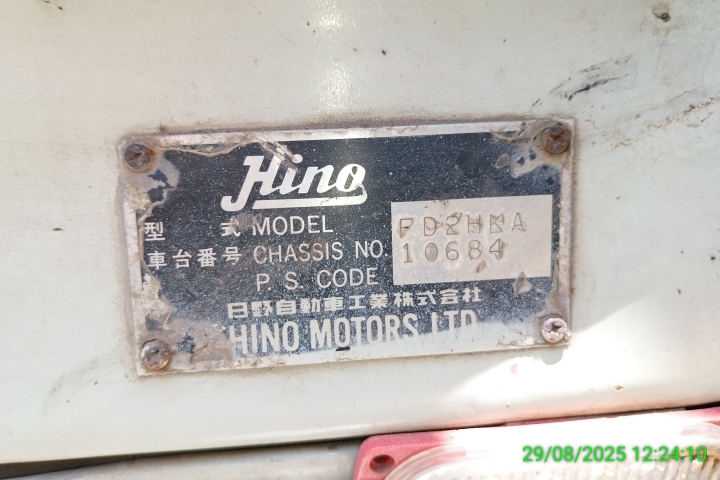 Hino
型式 MODEL FD2HKA
車台番号 CHASSIS NO. 10684
P. S. CODE
日野自動車工業株式会社
HINO MOTORS LTD
29/08/2025 12:24:10